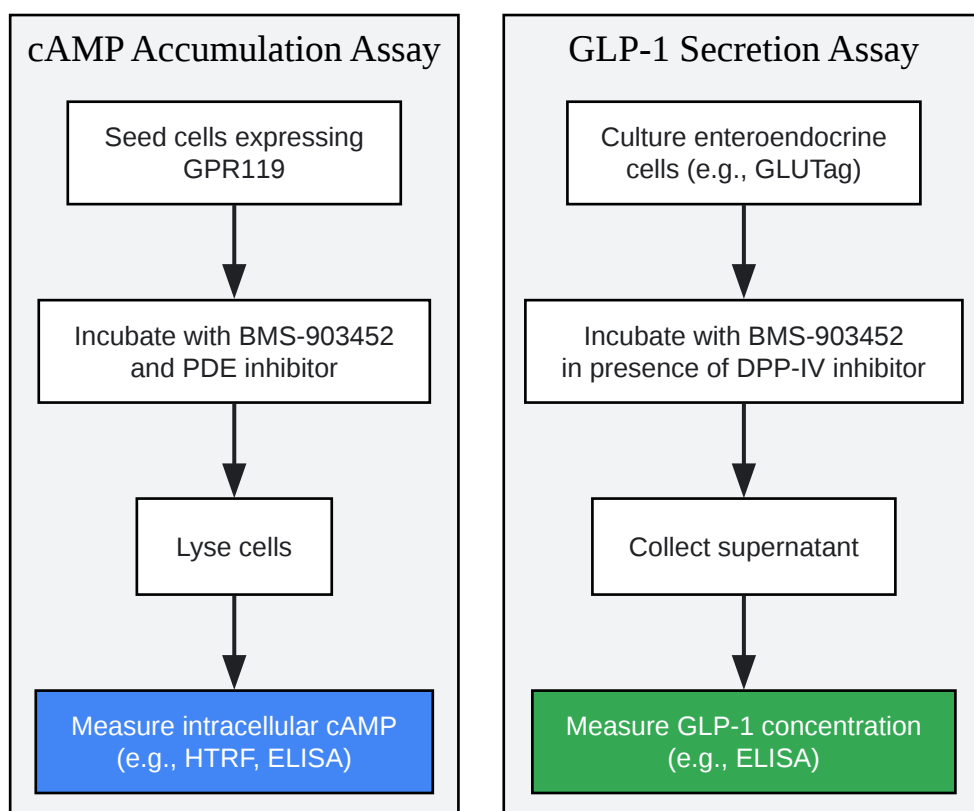 cAMP Accumulation Assay
Seed cells expressing
GPR119
Incubate with BMS-903452
and PDE inhibitor
Lyse cells
Measure intracellular cAMP
(e.g., HTRF, ELISA)
GLP-1 Secretion Assay
Culture enteroendocrine
cells (e.g., GLUTag)
Incubate with BMS-903452
in presence of DPP-IV inhibitor
Collect supernatant
Measure GLP-1 concentration
(e.g., ELISA)